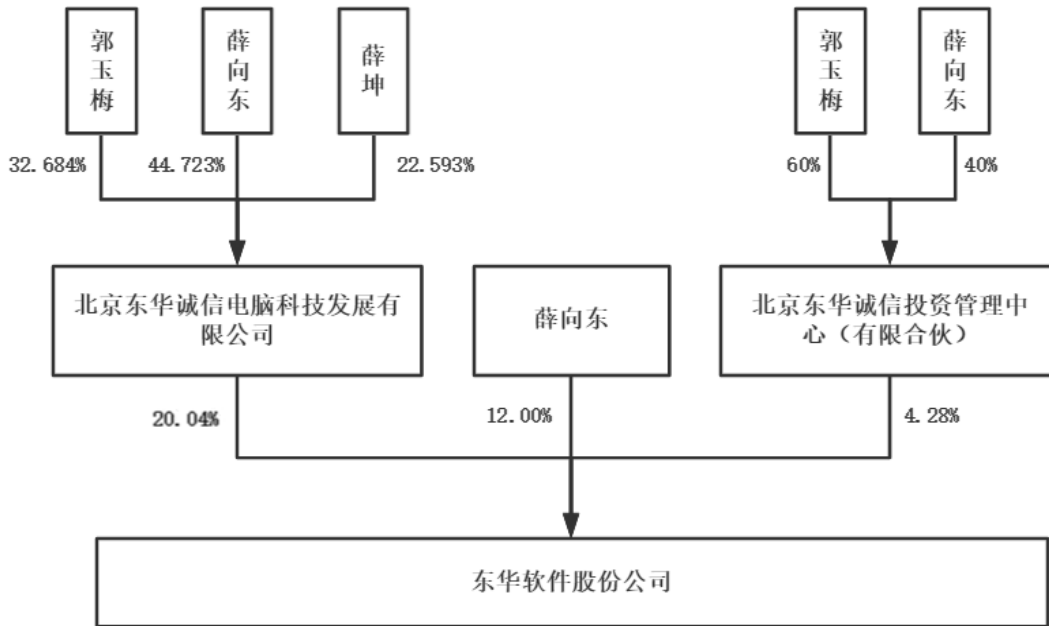 郭玉梅
薛向东
薛坤
郭玉梅
薛向东
32.684%
44.723%
22.593%
60%
40%
北京东华诚信电脑科技发展有
限公司
薛向东
北京东华诚信投资管理中
心（有限合伙）
20.04%
12.00%
4.28%
东华软件股份公司